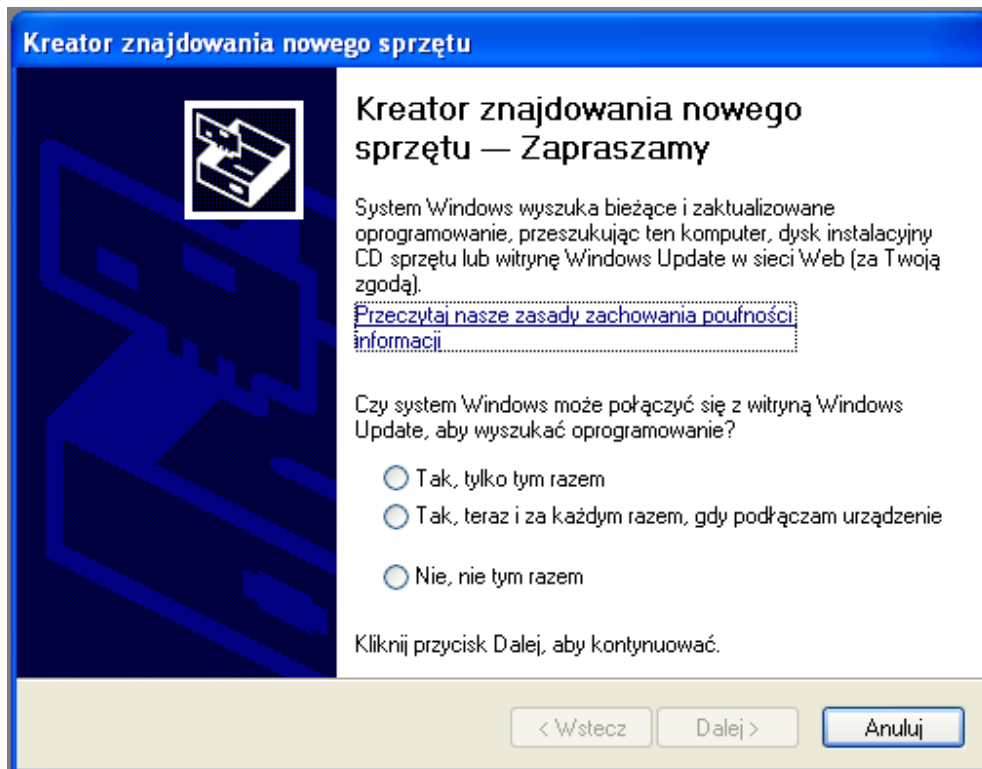 Kreator znajdowania nowego sprzętu
Kreator znajdowania nowego
sprzętu — Zapraszamy
System Windows wyszuka bieżące i zaktualizowane
oprogramowanie, przeszukując ten komputer, dysk instalacyjny
CD sprzętu lub witrynę Windows Update w sieci Web (za Twoją
zgodą).
Przeczytaj nasze zasady zachowania poufności
informacji
Czy system Windows może połączyć się z witryną Windows
Update, aby wyszukać oprogramowanie?
Tak, tylko tym razem
Tak, teraz i za każdym razem, gdy podłączam urządzenie
Nie, nie tym razem
Kliknij przycisk Dalej, aby kontynuować.
< Wstecz
Dalej >
Anuluj